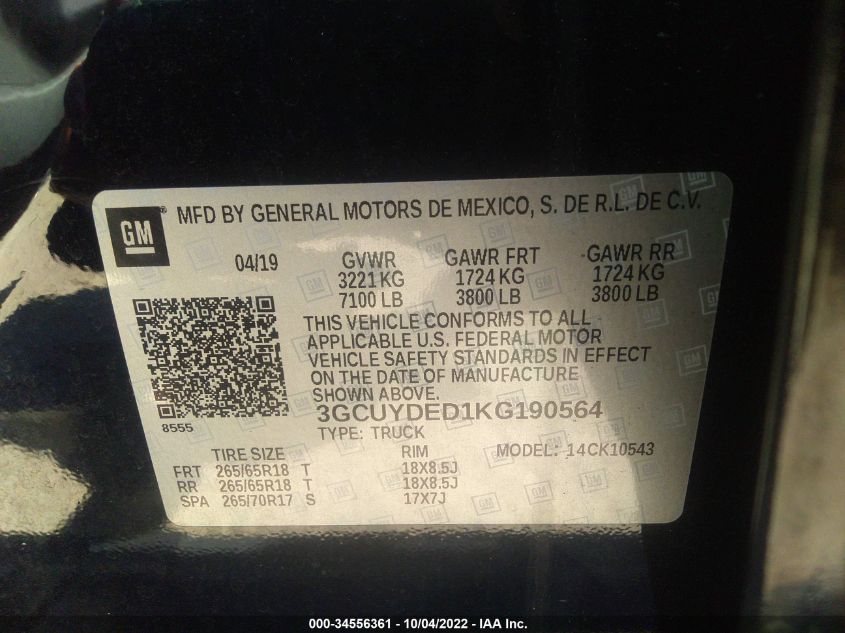 GM ® MFD BY GENERAL MOTORS DE MEXICO, S. DE R.L. DE C.V.
04/19 GVWR GAWR FRT GAWR RR
3221 KG 1724 KG 1724 KG
7100 LB 3800 LB 3800 LB
THIS VEHICLE CONFORMS TO ALL
APPLICABLE U.S. FEDERAL MOTOR
VEHICLE SAFETY STANDARDS IN EFFECT
ON THE DATE OF MANUFACTURE
SHOWN ABOVE.
8555
3GCUYDED1KG190564
TYPE: TRUCK MODEL: 14CK10543
TIRE SIZE RIM
FRT 265/65R18 T 18X8.5J
RR 265/65R18 T 18X8.5J
SPA 265/70R17 S 17X7J
000-34556361 - 10/04/2022 - IAA Inc.